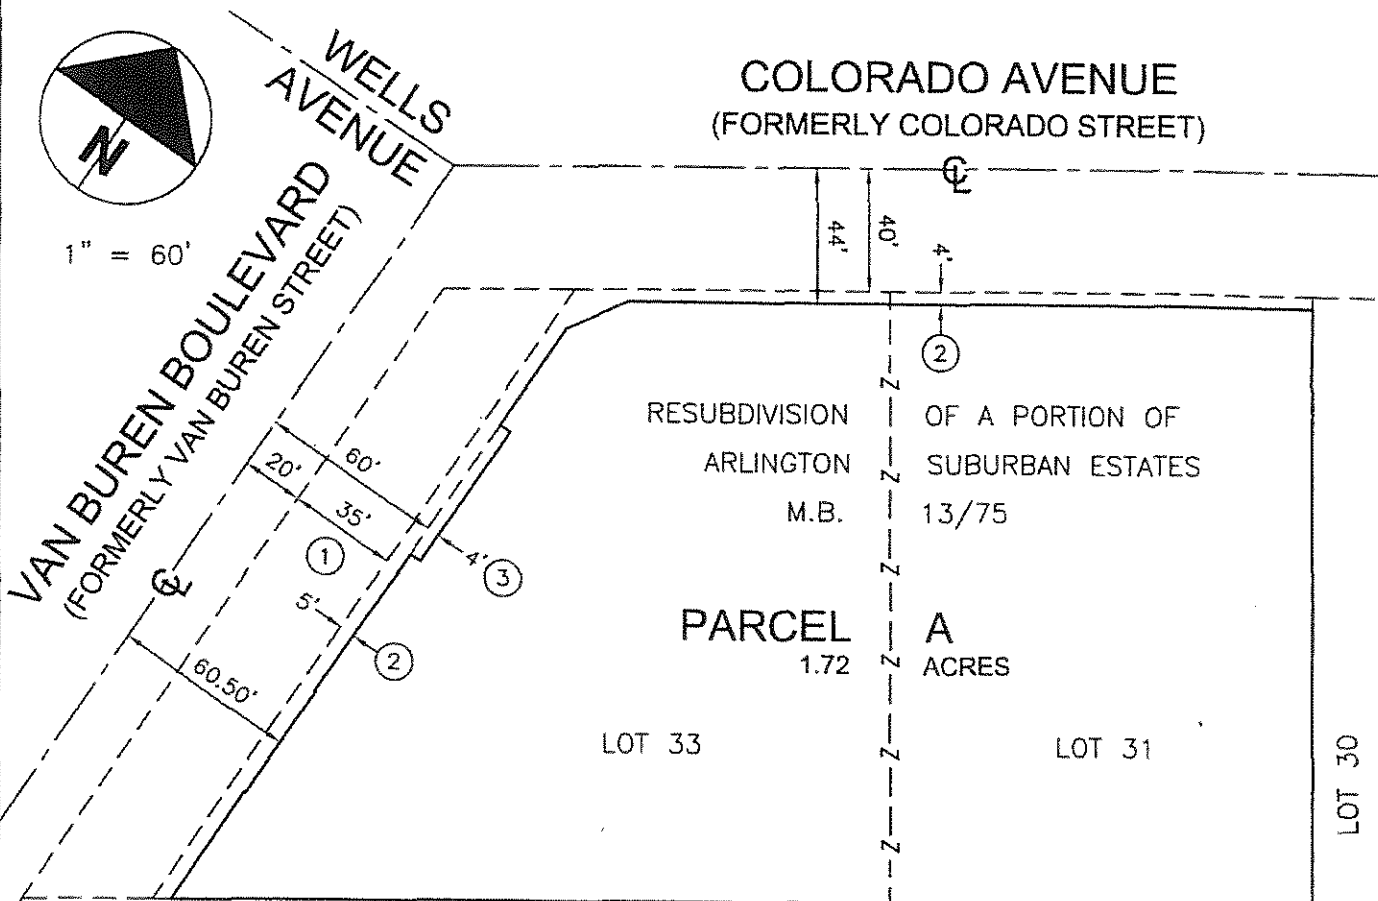 WELLS
AVENUE
COLORADO AVENUE
(FORMERLY COLORADO STREET)
℄
N
1" = 60'
VAN BUREN BOULEVARD
(FORMERLY VAN BUREN STREET)
℄
44'
40'
4'
2
RESUBDIVISION OF A PORTION OF
ARLINGTON SUBURBAN ESTATES
M.B. 13/75
60'
20'
35'
1
4'
3
5'
2
60.50'
PARCEL A
1.72 ACRES
Z
Z
Z
Z
Z
Z
LOT 33
LOT 31
LOT 30